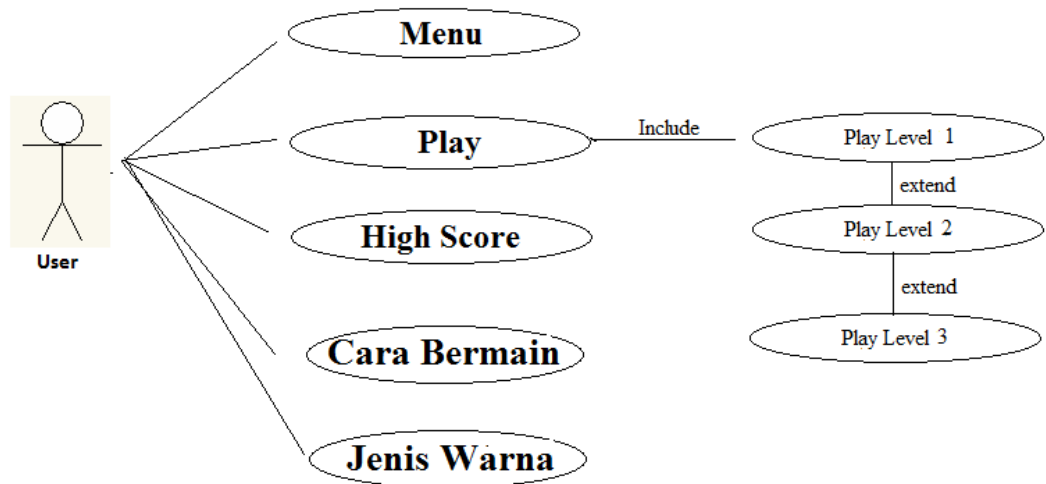 Menu
Play
Include
Play Level 1
extend
High Score
Play Level 2
User
extend
Cara Bermain
Play Level 3
Jenis Warna